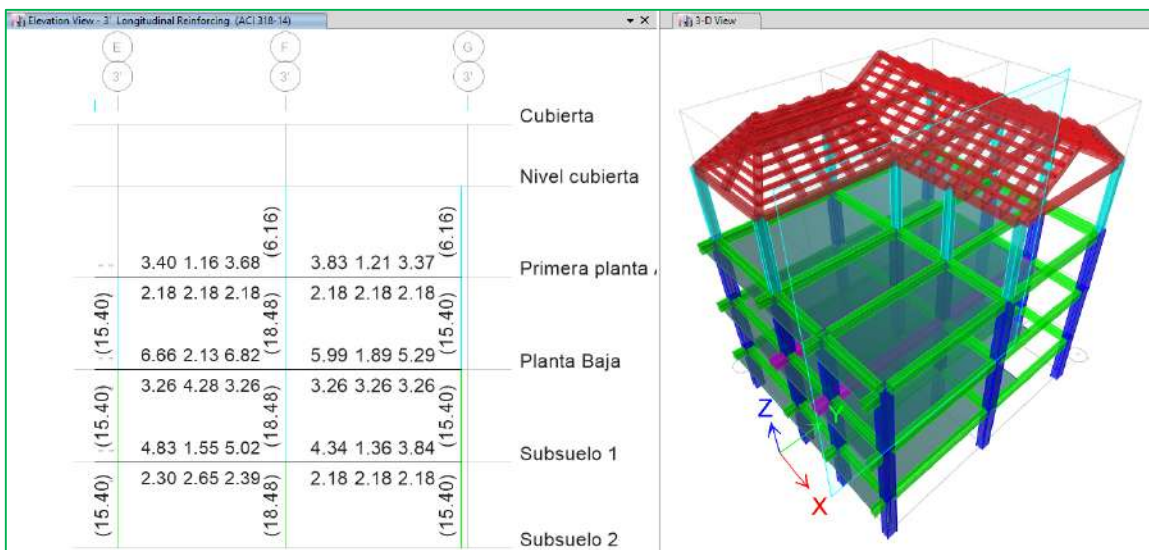 Elevation View - 3' Longitudinal Reinforcing (ACI 318-14)
E F G
3' 3' 3'
Cubierta
Nivel cubierta
(6.16) (6.16)
3.40 1.16 3.68 3.83 1.21 3.37
Primera planta
2.18 2.18 2.18 2.18 2.18 2.18
(15.40) (18.48) (15.40)
6.66 2.13 6.82 5.99 1.89 5.29
Planta Baja
3.26 4.28 3.26 3.26 3.26 3.26
(15.40) (18.48) (15.40)
4.83 1.55 5.02 4.34 1.36 3.84
Subsuelo 1
2.30 2.65 2.39 2.18 2.18 2.18
(15.40) (18.48) (15.40)
Subsuelo 2
3-D View
Z
Y
X